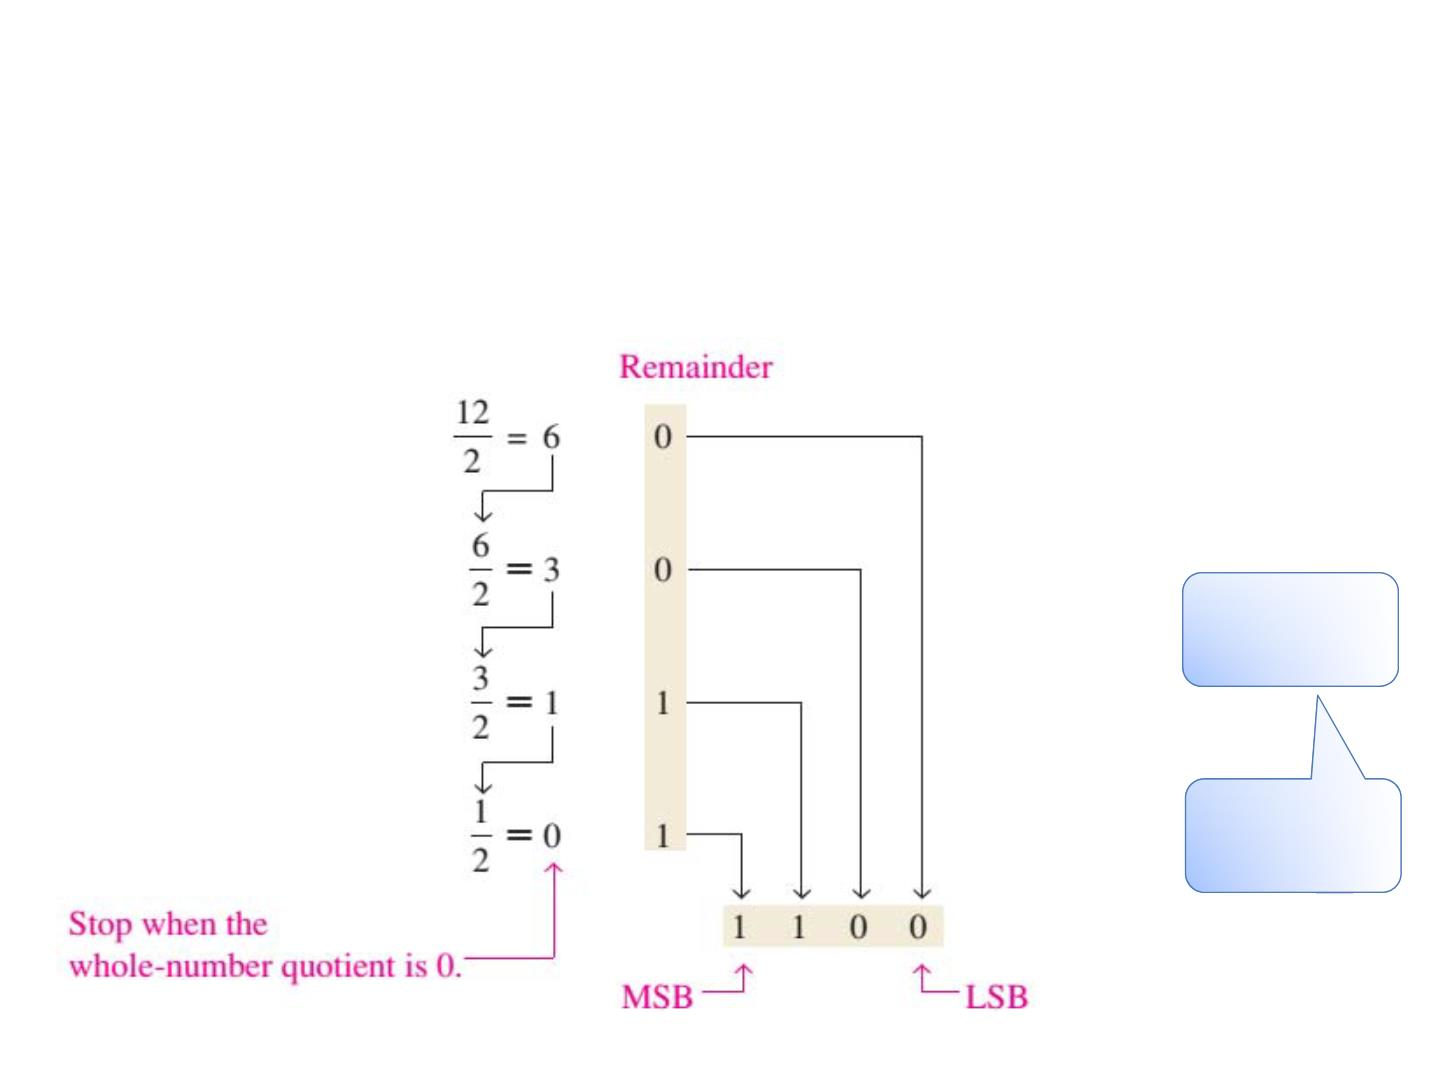 Remainder
12/2 = 6 0
6/2 = 3 0
3/2 = 1 1
1/2 = 0 1
Stop when the
whole-number quotient is 0.
1 1 0 0
MSB LSB